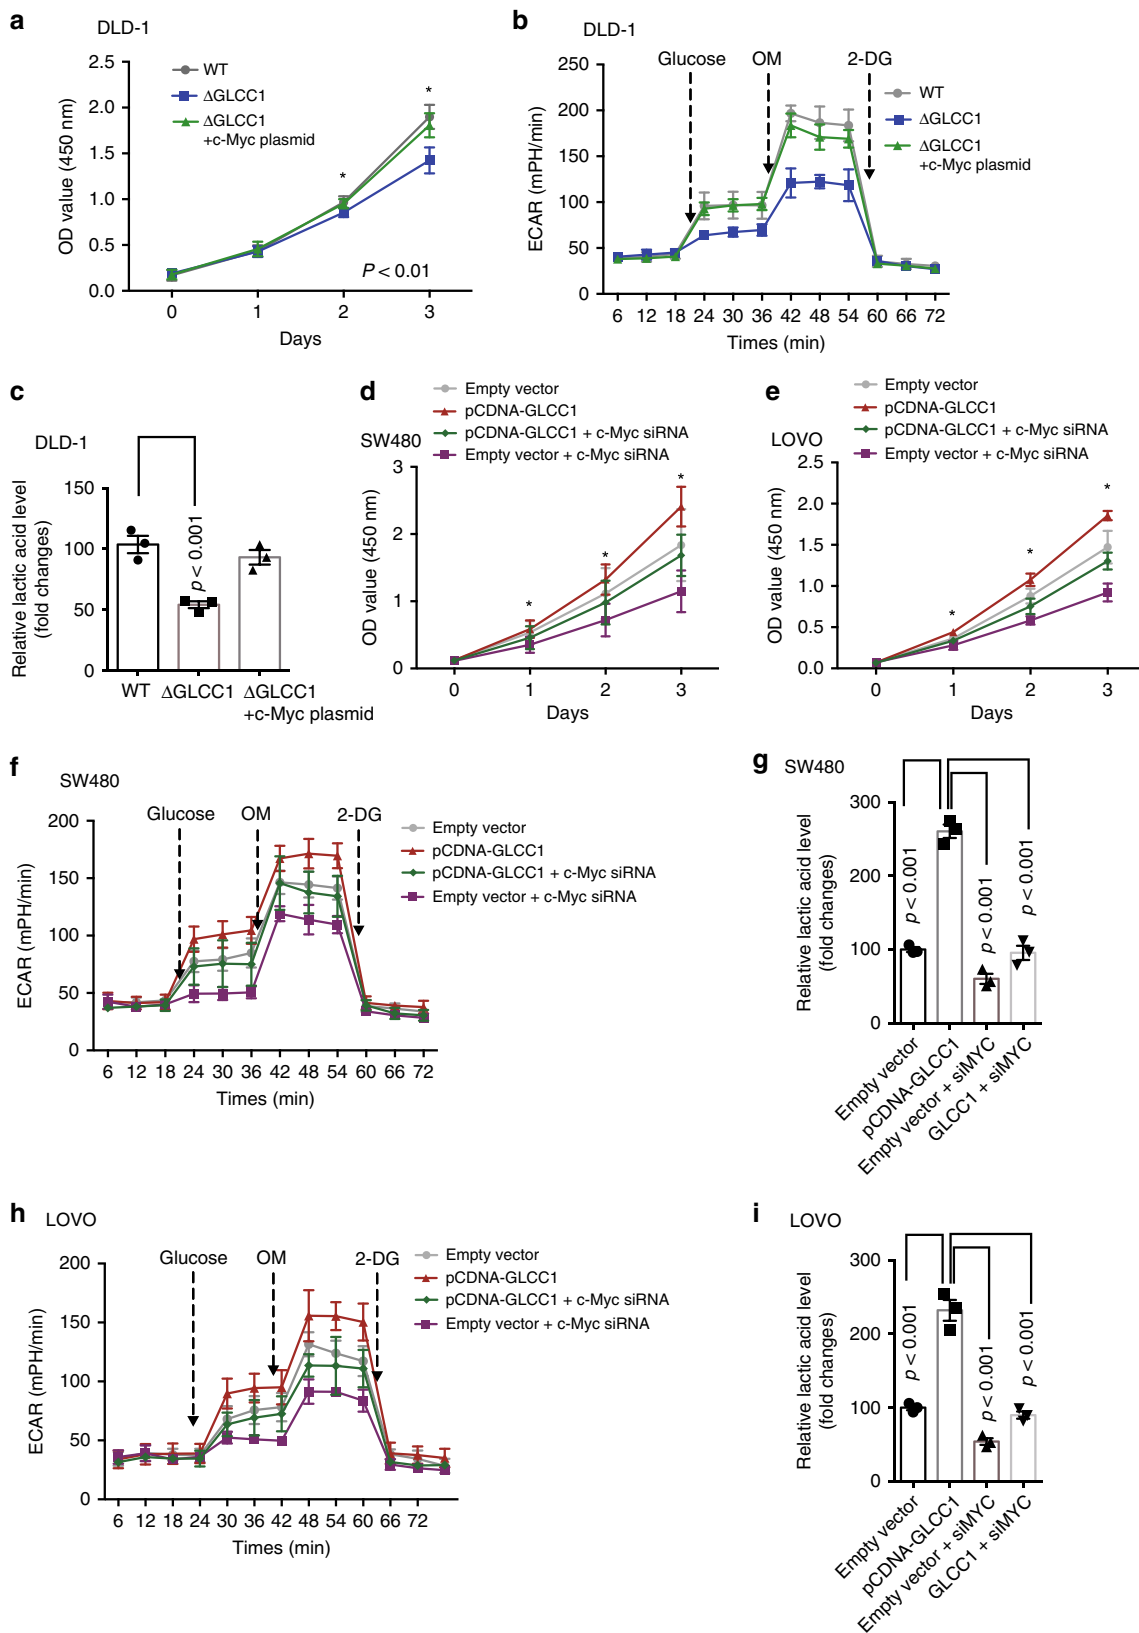 a
DLD-1
2.5
2.0
1.5
1.0
0.5
0.0
OD value (450 nm)
WT
ΔGLCC1
ΔGLCC1
+c-Myc plasmid
*
*
P < 0.01
0 1 2 3
Days
b
DLD-1
Glucose OM 2-DG
250
200
150
100
50
0
ECAR (mPH/min)
WT
ΔGLCC1
ΔGLCC1
+c-Myc plasmid
6 12 18 24 30 36 42 48 54 60 66 72
Times (min)
c
DLD-1
150
100
50
0
Relative lactic acid level
(fold changes)
p < 0.001
WT ΔGLCC1 ΔGLCC1
+c-Myc plasmid
d
Empty vector
pCDNA-GLCC1
pCDNA-GLCC1 + c-Myc siRNA
Empty vector + c-Myc siRNA
SW480
3
2
1
0
OD value (450 nm)
*
*
*
0 1 2 3
Days
e
Empty vector
pCDNA-GLCC1
pCDNA-GLCC1 + c-Myc siRNA
Empty vector + c-Myc siRNA
LOVO
2.5
2.0
1.5
1.0
0.5
0.0
OD value (450 nm)
*
*
*
0 1 2 3
Days
f
SW480
Glucose OM 2-DG
200
150
100
50
0
ECAR (mPH/min)
Empty vector
pCDNA-GLCC1
pCDNA-GLCC1 + c-Myc siRNA
Empty vector + c-Myc siRNA
6 12 18 24 30 36 42 48 54 60 66 72
Times (min)
g
SW480
300
200
100
0
Relative lactic acid level
(fold changes)
p < 0.001
p < 0.001
p < 0.001
Empty vector
pCDNA-GLCC1
Empty vector + siMYC
GLCC1 + siMYC
h
LOVO
Glucose OM 2-DG
200
150
100
50
0
ECAR (mPH/min)
Empty vector
pCDNA-GLCC1
pCDNA-GLCC1 + c-Myc siRNA
Empty vector + c-Myc siRNA
6 12 18 24 30 36 42 48 54 60 66 72
Times (min)
i
LOVO
300
200
100
0
Relative lactic acid level
(fold changes)
p < 0.001
p < 0.001
p < 0.001
Empty vector
pCDNA-GLCC1
Empty vector + siMYC
GLCC1 + siMYC